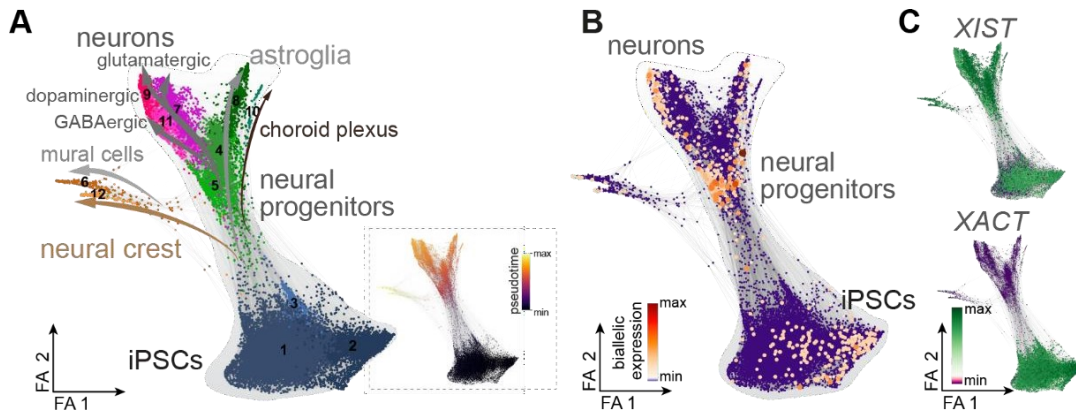 A
neurons
glutamatergic
astroglia
dopaminergic
GABAergic
mural cells
choroid plexus
neural
progenitors
neural crest
iPSCs
9
7
11
8
10
4
5
6
12
3
1
2
FA 2
FA 1
pseudotime
max
min
B
neurons
neural
progenitors
iPSCs
biallelic
expression
max
min
FA 2
FA 1
C
XIST
XACT
max
min
FA 2
FA 1